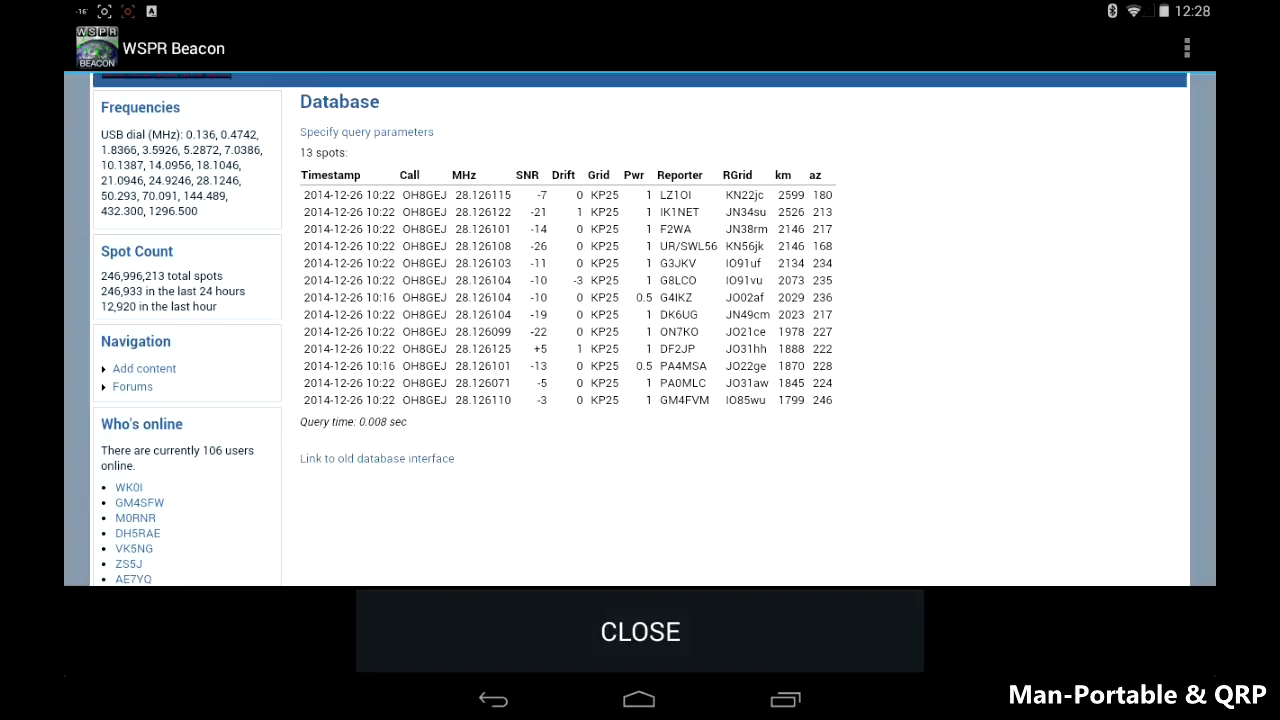 -16° A 12:28
WSPR
BEACON
WSPR Beacon
Frequencies
USB dial (MHz): 0.136, 0.4742,
1.8366, 3.5926, 5.2872, 7.0386,
10.1387, 14.0956, 18.1046,
21.0946, 24.9246, 28.1246,
50.293, 70.091, 144.489,
432.300, 1296.500
Spot Count
246,996,213 total spots
246,933 in the last 24 hours
12,920 in the last hour
Navigation
Add content
Forums
Who's online
There are currently 106 users
online.
WK0I
GM4SFW
M0RNR
DH5RAE
VK5NG
ZS5J
AE7YQ
Database
Specify query parameters
13 spots:
Timestamp Call MHz SNR Drift Grid Pwr Reporter RGrid km az
2014-12-26 10:22 OH8GEJ 28.126115 -7 0 KP25 1 LZ1OI KN22jc 2599 180
2014-12-26 10:22 OH8GEJ 28.126122 -21 1 KP25 1 IK1NET JN34su 2526 213
2014-12-26 10:22 OH8GEJ 28.126101 -14 0 KP25 1 F2WA JN38rm 2146 217
2014-12-26 10:22 OH8GEJ 28.126108 -26 0 KP25 1 UR/SWL56 KN56jk 2146 168
2014-12-26 10:22 OH8GEJ 28.126103 -11 0 KP25 1 G3JKV IO91uf 2134 234
2014-12-26 10:22 OH8GEJ 28.126104 -10 -3 KP25 1 G8LCO IO91vu 2073 235
2014-12-26 10:16 OH8GEJ 28.126104 -10 0 KP25 0.5 G4IKZ JO02af 2029 236
2014-12-26 10:22 OH8GEJ 28.126104 -19 0 KP25 1 DK6UG JN49cm 2023 217
2014-12-26 10:22 OH8GEJ 28.126099 -22 0 KP25 1 ON7KO JO21ce 1978 227
2014-12-26 10:22 OH8GEJ 28.126125 +5 1 KP25 1 DF2JP JO31hh 1888 222
2014-12-26 10:16 OH8GEJ 28.126101 -13 0 KP25 0.5 PA4MSA JO22ge 1870 228
2014-12-26 10:22 OH8GEJ 28.126071 -5 0 KP25 1 PA0MLC JO31aw 1845 224
2014-12-26 10:22 OH8GEJ 28.126110 -3 0 KP25 1 GM4FVM IO85wu 1799 246
Query time: 0.008 sec
Link to old database interface
CLOSE
Man-Portable & QRP